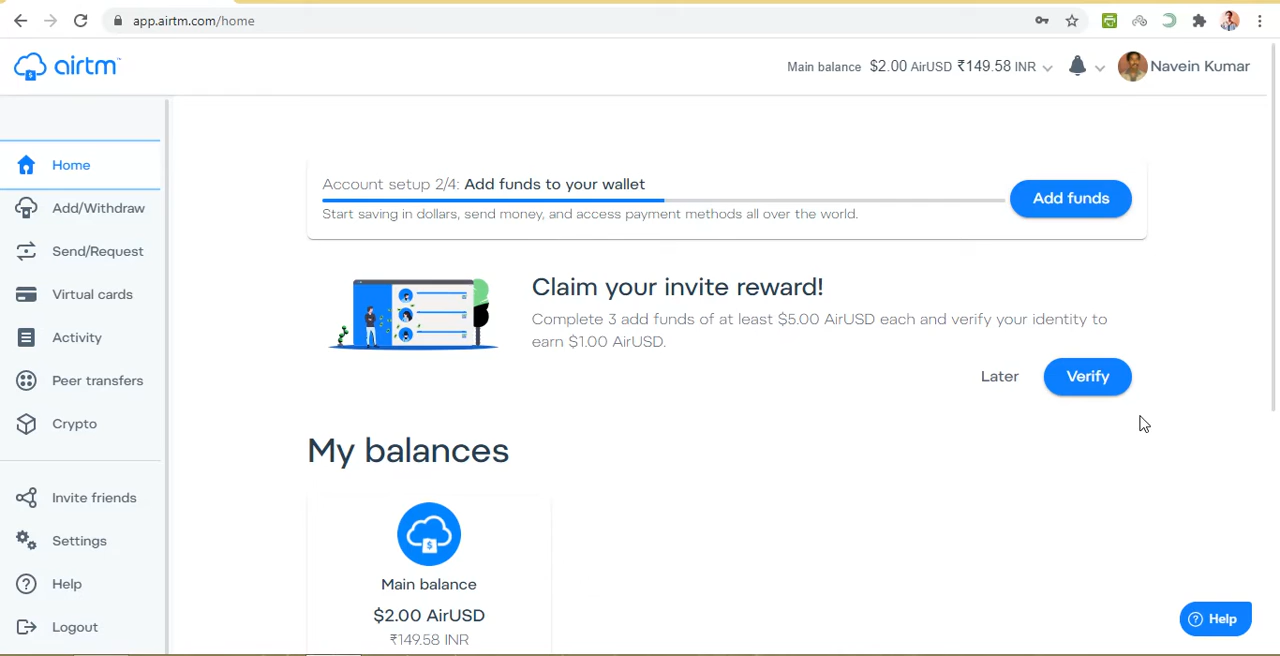 app.airtm.com/home
airtm™
Main balance $2.00 AirUSD ₹149.58 INR
Navein Kumar
Home
Add/Withdraw
Send/Request
Virtual cards
Activity
Peer transfers
Crypto
Invite friends
Settings
Help
Logout
Account setup 2/4: Add funds to your wallet
Start saving in dollars, send money, and access payment methods all over the world.
Add funds
Claim your invite reward!
Complete 3 add funds of at least $5.00 AirUSD each and verify your identity to
earn $1.00 AirUSD.
Later
Verify
My balances
$
Main balance
$2.00 AirUSD
₹149.58 INR
Help